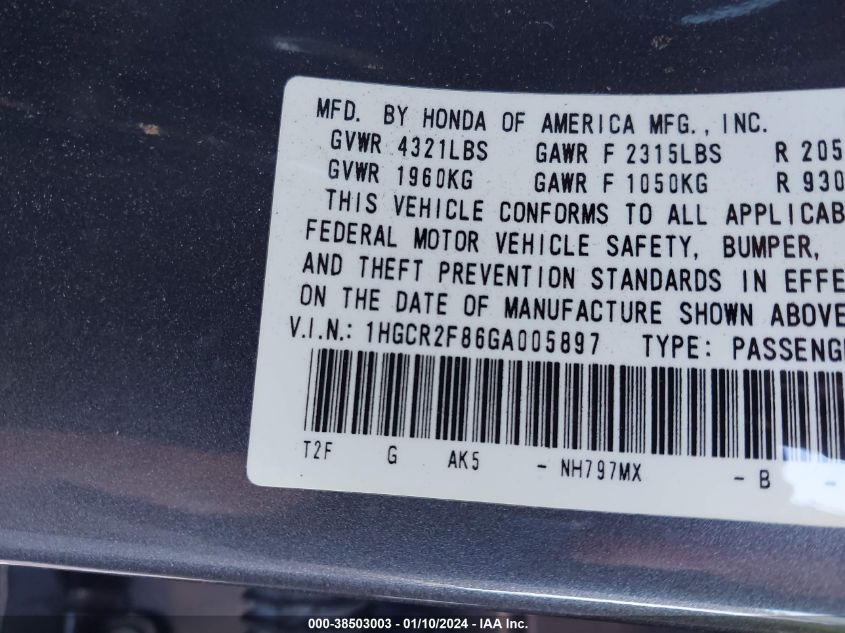 MFD. BY HONDA OF AMERICA MFG., INC.
GVWR 4321LBS GAWR F 2315LBS R 205
GVWR 1960KG GAWR F 1050KG R 930
THIS VEHICLE CONFORMS TO ALL APPLICAB
FEDERAL MOTOR VEHICLE SAFETY, BUMPER,
AND THEFT PREVENTION STANDARDS IN EFFE
ON THE DATE OF MANUFACTURE SHOWN ABOVE
V.I.N.: 1HGCR2F86GA005897 TYPE: PASSENG
T2F G AK5 - NH797MX - B -
000-38503003 - 01/10/2024 - IAA Inc.